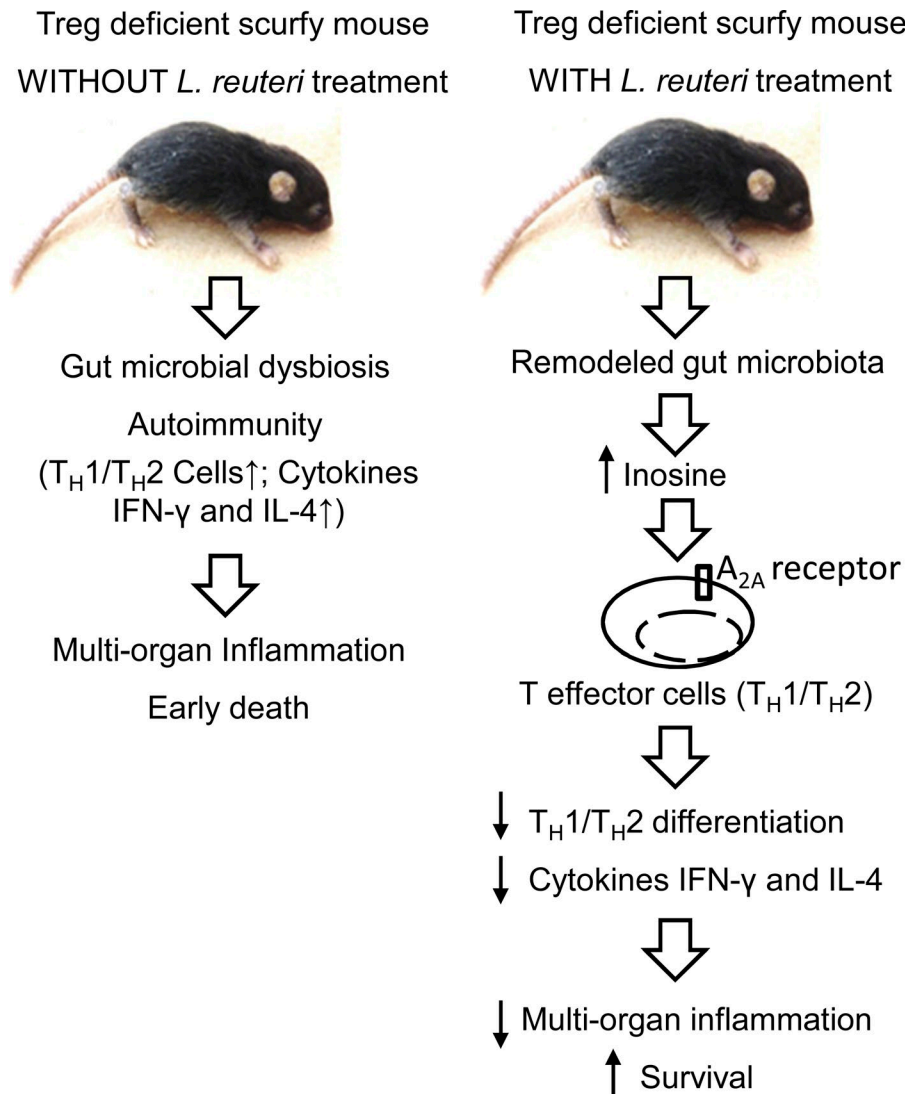 Treg deficient scurfy mouse
WITHOUT L. reuteri treatment
Gut microbial dysbiosis
Autoimmunity
(TH1/TH2 Cells↑; Cytokines
IFN-γ and IL-4↑)
Multi-organ Inflammation
Early death
Treg deficient scurfy mouse
WITH L. reuteri treatment
Remodeled gut microbiota
↑ Inosine
A2A receptor
T effector cells (TH1/TH2)
↓ TH1/TH2 differentiation
↓ Cytokines IFN-γ and IL-4
↓ Multi-organ inflammation
↑ Survival